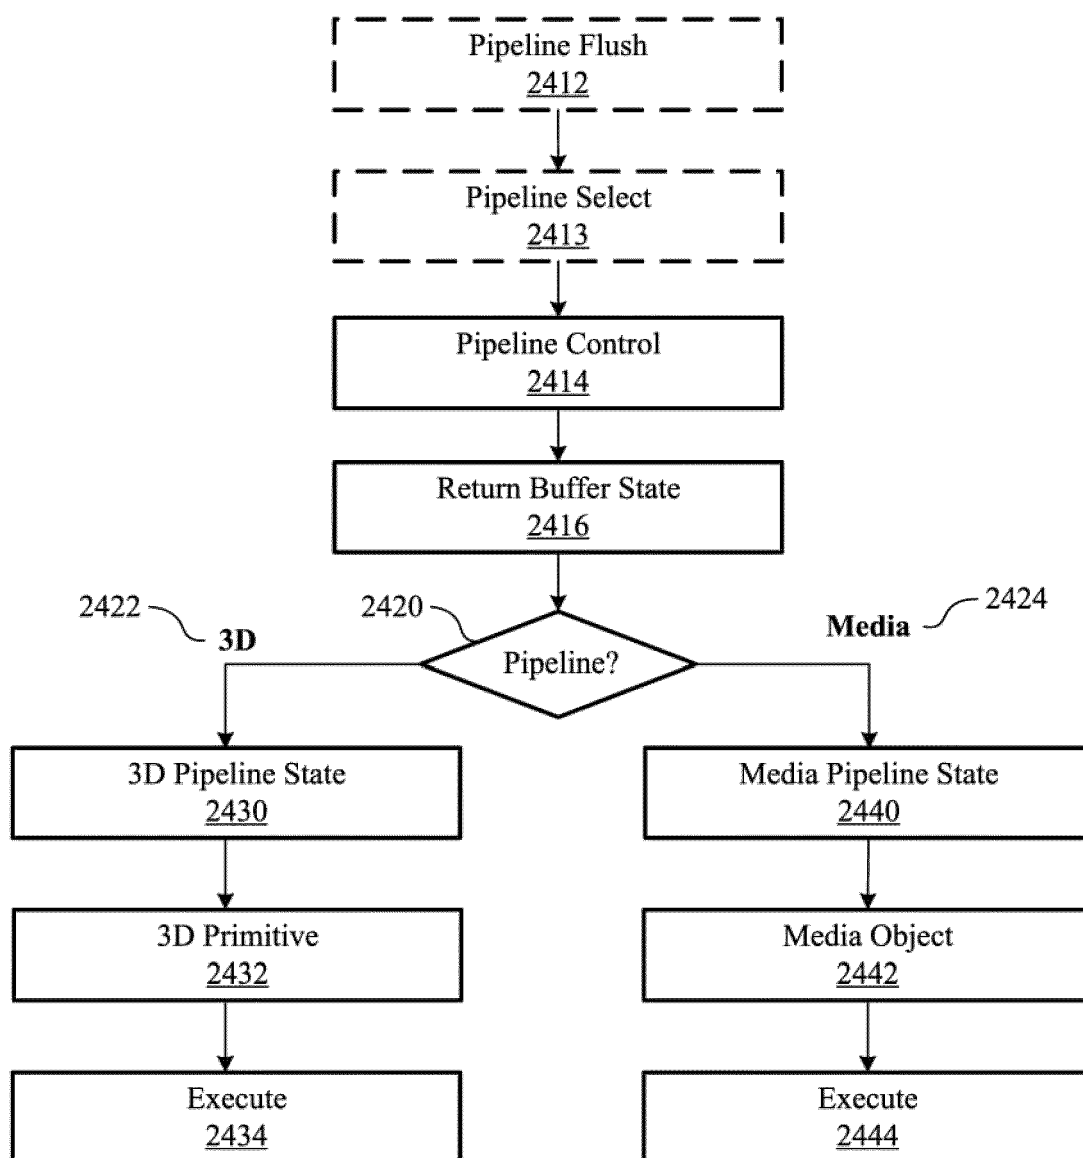 Pipeline Flush
2412
Pipeline Select
2413
Pipeline Control
2414
Return Buffer State
2416
2422
3D
2420
Pipeline?
Media
2424
3D Pipeline State
2430
Media Pipeline State
2440
3D Primitive
2432
Media Object
2442
Execute
2434
Execute
2444